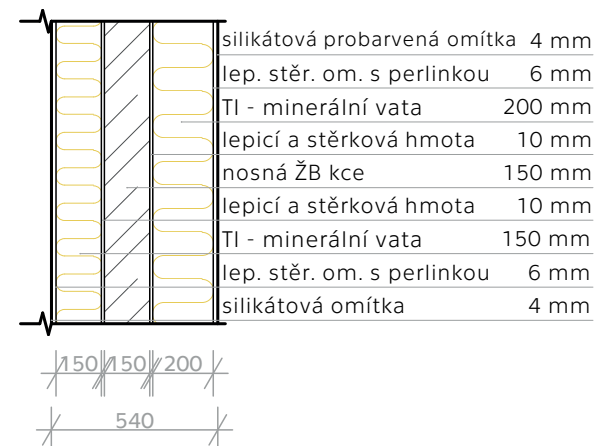 silikátová probarvená omítka 4 mm
lep. stěr. om. s perlinkou 6 mm
TI - minerální vata 200 mm
lepicí a stěrková hmota 10 mm
nosná ŽB kce 150 mm
lepicí a stěrková hmota 10 mm
TI - minerální vata 150 mm
lep. stěr. om. s perlinkou 6 mm
silikátová omítka 4 mm
150 150 200
540